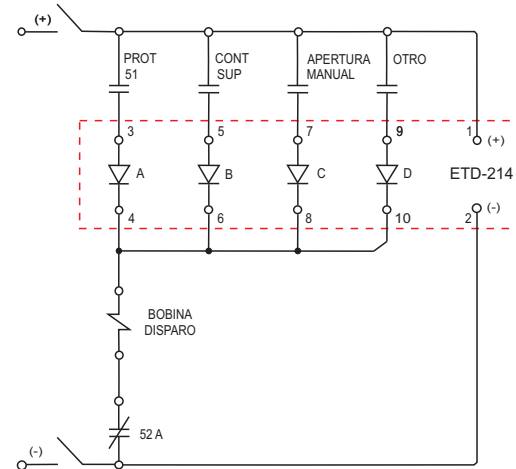 (+)
PROT
51
CONT
SUP
APERTURA
MANUAL
OTRO
3
5
7
9
1
(+)
A
B
C
D
ETD-214
4
6
8
10
2
(-)
BOBINA
DISPARO
52 A
(-)